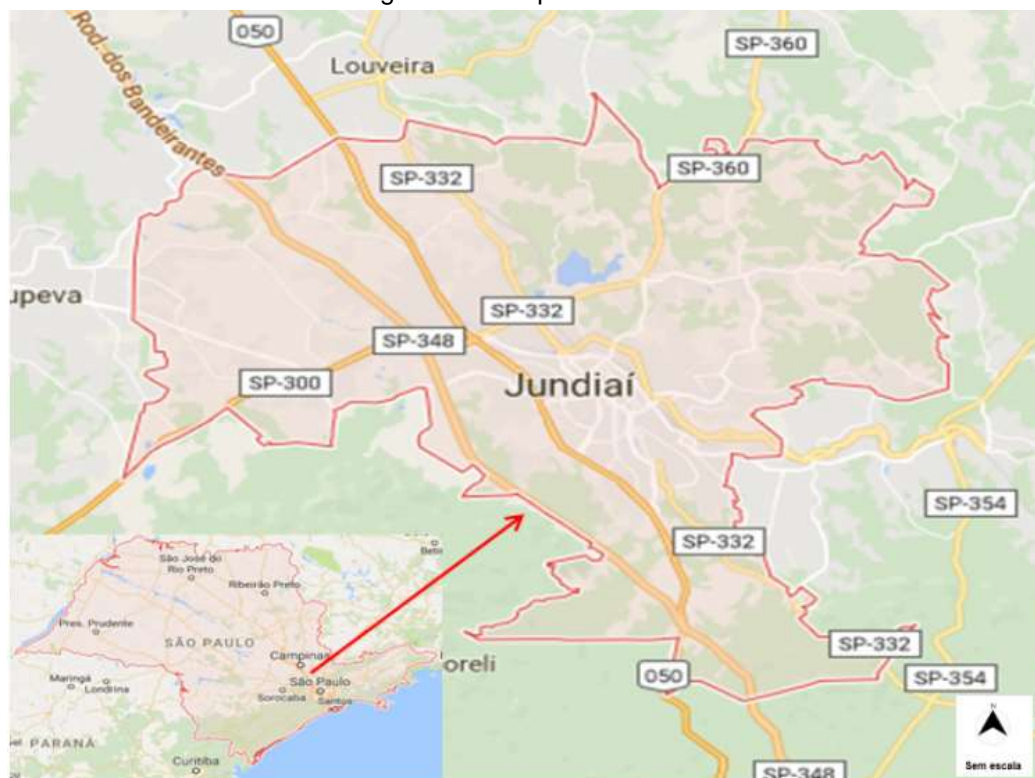 050
SP-360
Louveira
Rod. dos Bandeirantes
SP-332
SP-360
upeva
SP-332
SP-348
SP-300
Jundiaí
SP-354
SP-332
SP-332
oreli
050
SP-354
SP-348
São José do
Rio Preto
Ribeirão Preto
Pres. Prudente
SÃO PAULO
Campinas
São Paulo
Sorocaba
Santos
Maringá
Londrina
PARANÁ
Curitiba
Beti
N
Sem escala